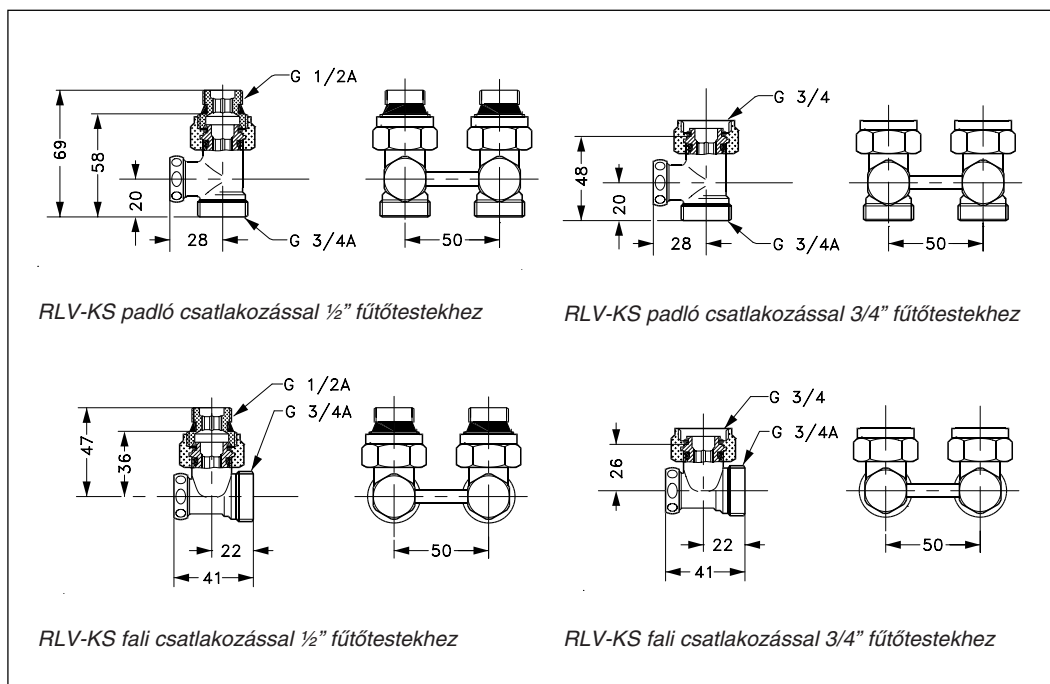 G 1/2A
69
58
20
28
G 3/4A
50
RLV-KS padló csatlakozással ½” fűtőtestekhez
G 3/4
48
20
28
G 3/4A
50
RLV-KS padló csatlakozással 3/4” fűtőtestekhez
G 1/2A
G 3/4A
47
36
22
41
50
RLV-KS fali csatlakozással ½” fűtőtestekhez
G 3/4
G 3/4A
26
22
41
50
RLV-KS fali csatlakozással 3/4” fűtőtestekhez